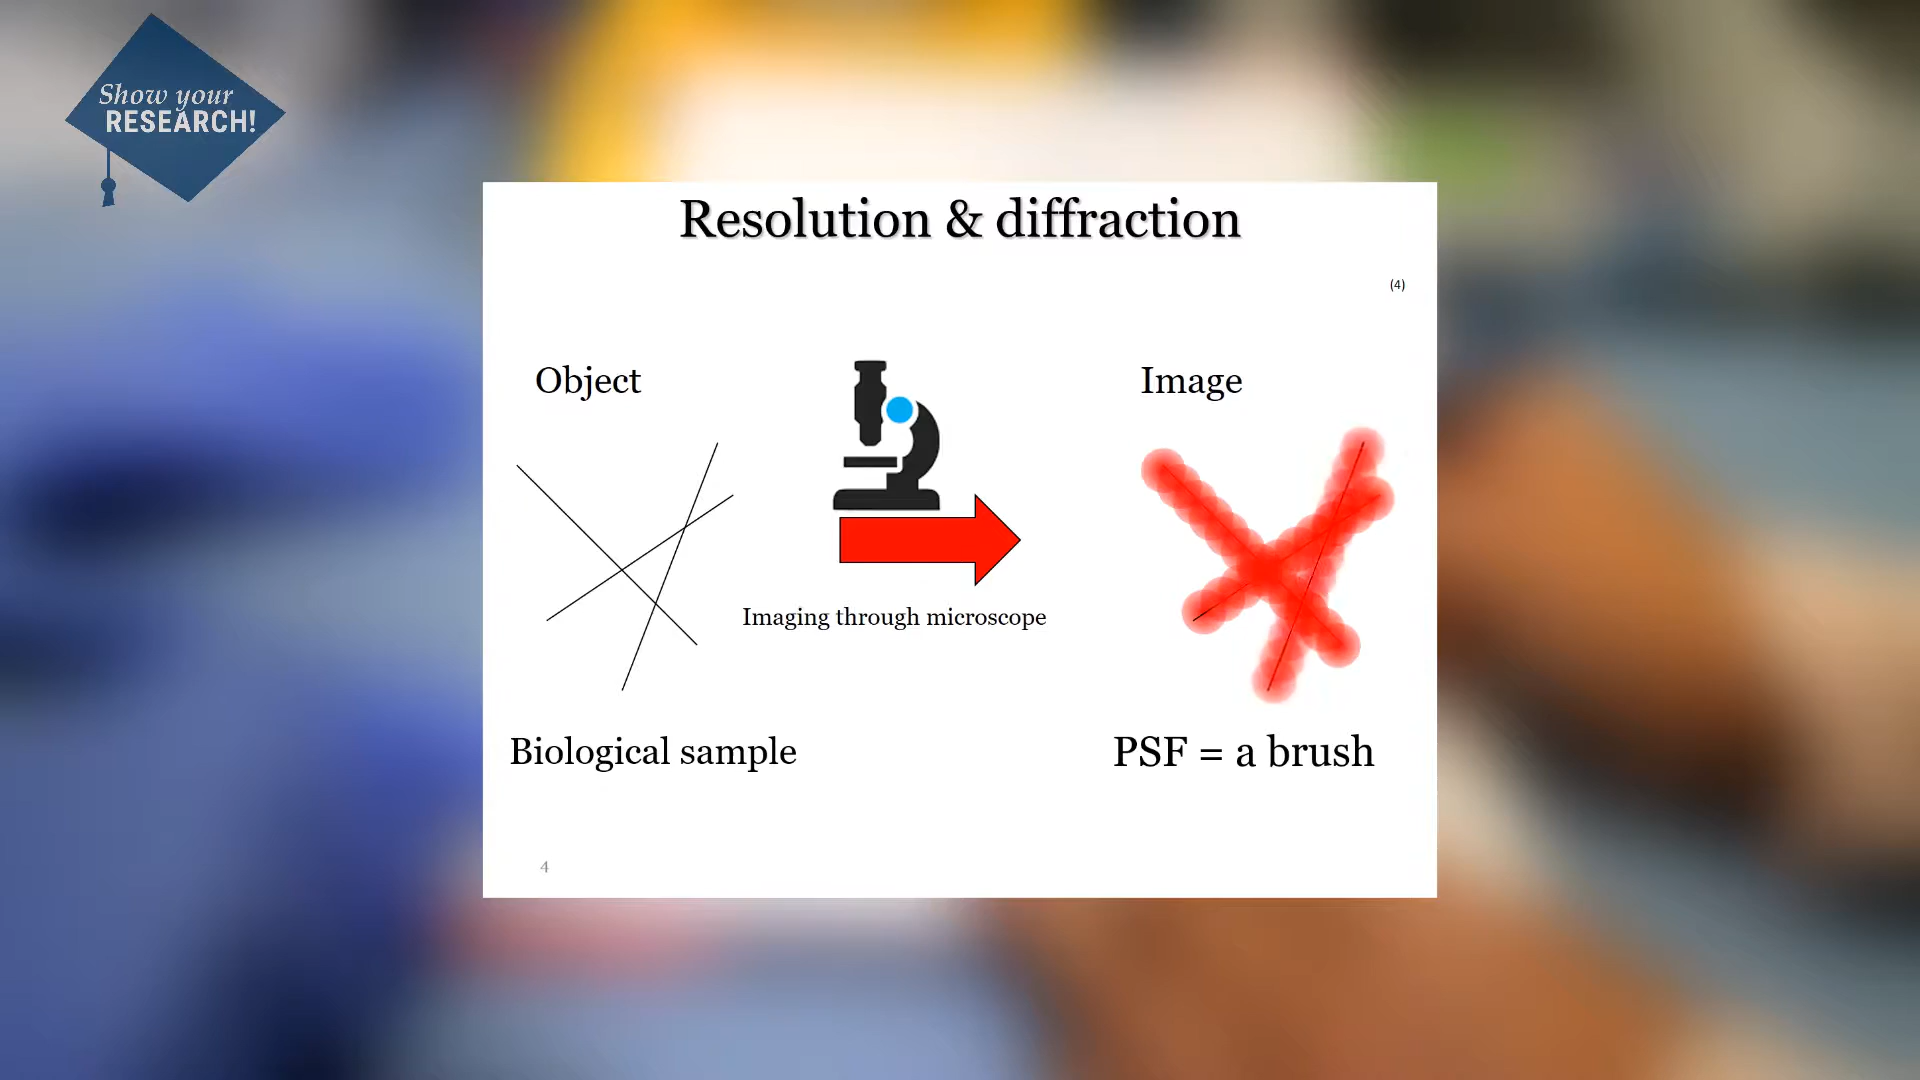 Show your
RESEARCH!
Resolution & diffraction
(4)
Object
Image
Imaging through microscope
Biological sample
PSF = a brush
4